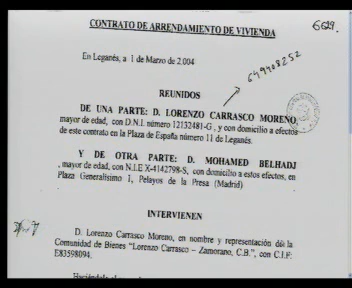 CONTRATO DE ARRENDAMIENTO DE VIVIENDA
6629.
En Leganés, a 1 de Marzo de 2.004
649408252
REUNIDOS
DE UNA PARTE: D. LORENZO CARRASCO MORENO,
mayor de edad, con D.N.I. número 12152481-G , y con domicilio a efectos
de este contrato en la Plaza de España número 11 de Leganés.
Y DE OTRA PARTE: D. MOHAMED BELHADJ
, mayor de edad, con N.I.E X-4142798-S, con domicilio a estos efectos, en
Plaza Generalísimo 1, Pelayos de la Presa (Madrid)
INTERVIENEN
D. Lorenzo Carrasco Moreno, en nombre y representación de la
Comunidad de Bienes "Lorenzo Carrasco – Zamorano, C.B.", con C.I.F:
E83598094.